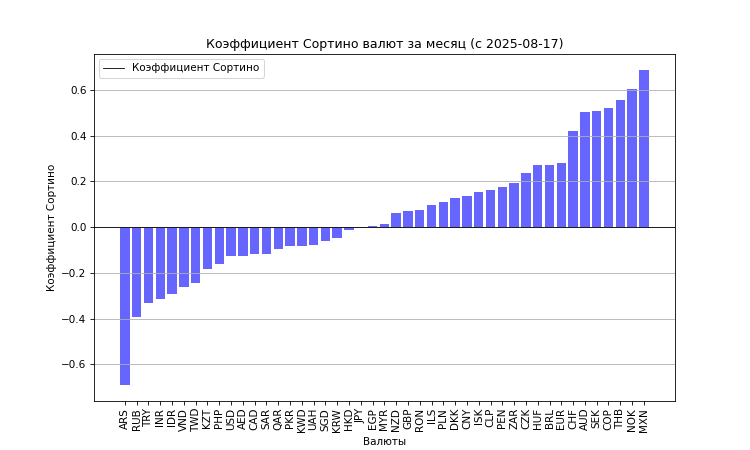 Коэффициент Сортино валют за месяц (с 2025-08-17)
Коэффициент Сортино
Коэффициент Сортино
0.6
0.4
0.2
0.0
−0.2
−0.4
−0.6
ARS RUB TRY INR IDR VND TWD KZT PHP USD AED CAD SAR QAR PKR KWD UAH SGD KRW HKD JPY EGP MYR NZD GBP RON ILS PLN DKK CNY ISK CLP PEN ZAR CZK HUF BRL EUR CHF AUD SEK COP THB NOK MXN
Валюты